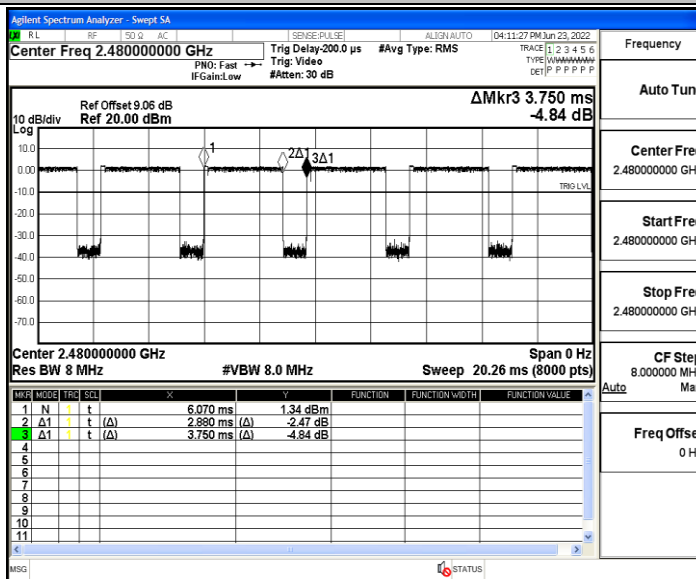 Agilent Spectrum Analyzer - Swept SA
LXI RL RF 50 Ω AC SENSE:PULSE ALIGN AUTO 04:11:27 PM Jun 23, 2022
Center Freq 2.480000000 GHz
PNO: Fast
IFGain:Low
Trig Delay-200.0 µs
Trig: Video
#Atten: 30 dB
#Avg Type: RMS
TRACE 1 2 3 4 5 6
TYPE WWWWWW
DET P P P P P P
Ref Offset 9.06 dB
ΔMkr3 3.750 ms
10 dB/div Ref 20.00 dBm -4.84 dB
Log
10.0
0.00
-10.0
-20.0
-30.0
-40.0
-50.0
-60.0
-70.0
1
2Δ1
3Δ1
TRIG LVL
Center 2.480000000 GHz Span 0 Hz
Res BW 8 MHz #VBW 8.0 MHz Sweep 20.26 ms (8000 pts)
MKR MODE TRC SCL X Y FUNCTION FUNCTION WIDTH FUNCTION VALUE
1 N 1 t 6.070 ms 1.34 dBm
2 Δ1 1 t (Δ) 2.880 ms (Δ) -2.47 dB
3 Δ1 1 t (Δ) 3.750 ms (Δ) -4.84 dB
4
5
6
7
8
9
10
11
MSG STATUS
Frequency
Auto Tun
Center Fre
2.480000000 GH
Start Fre
2.480000000 GH
Stop Fre
2.480000000 GH
CF Step
8.000000 MH
Auto Ma
Freq Offse
0 H